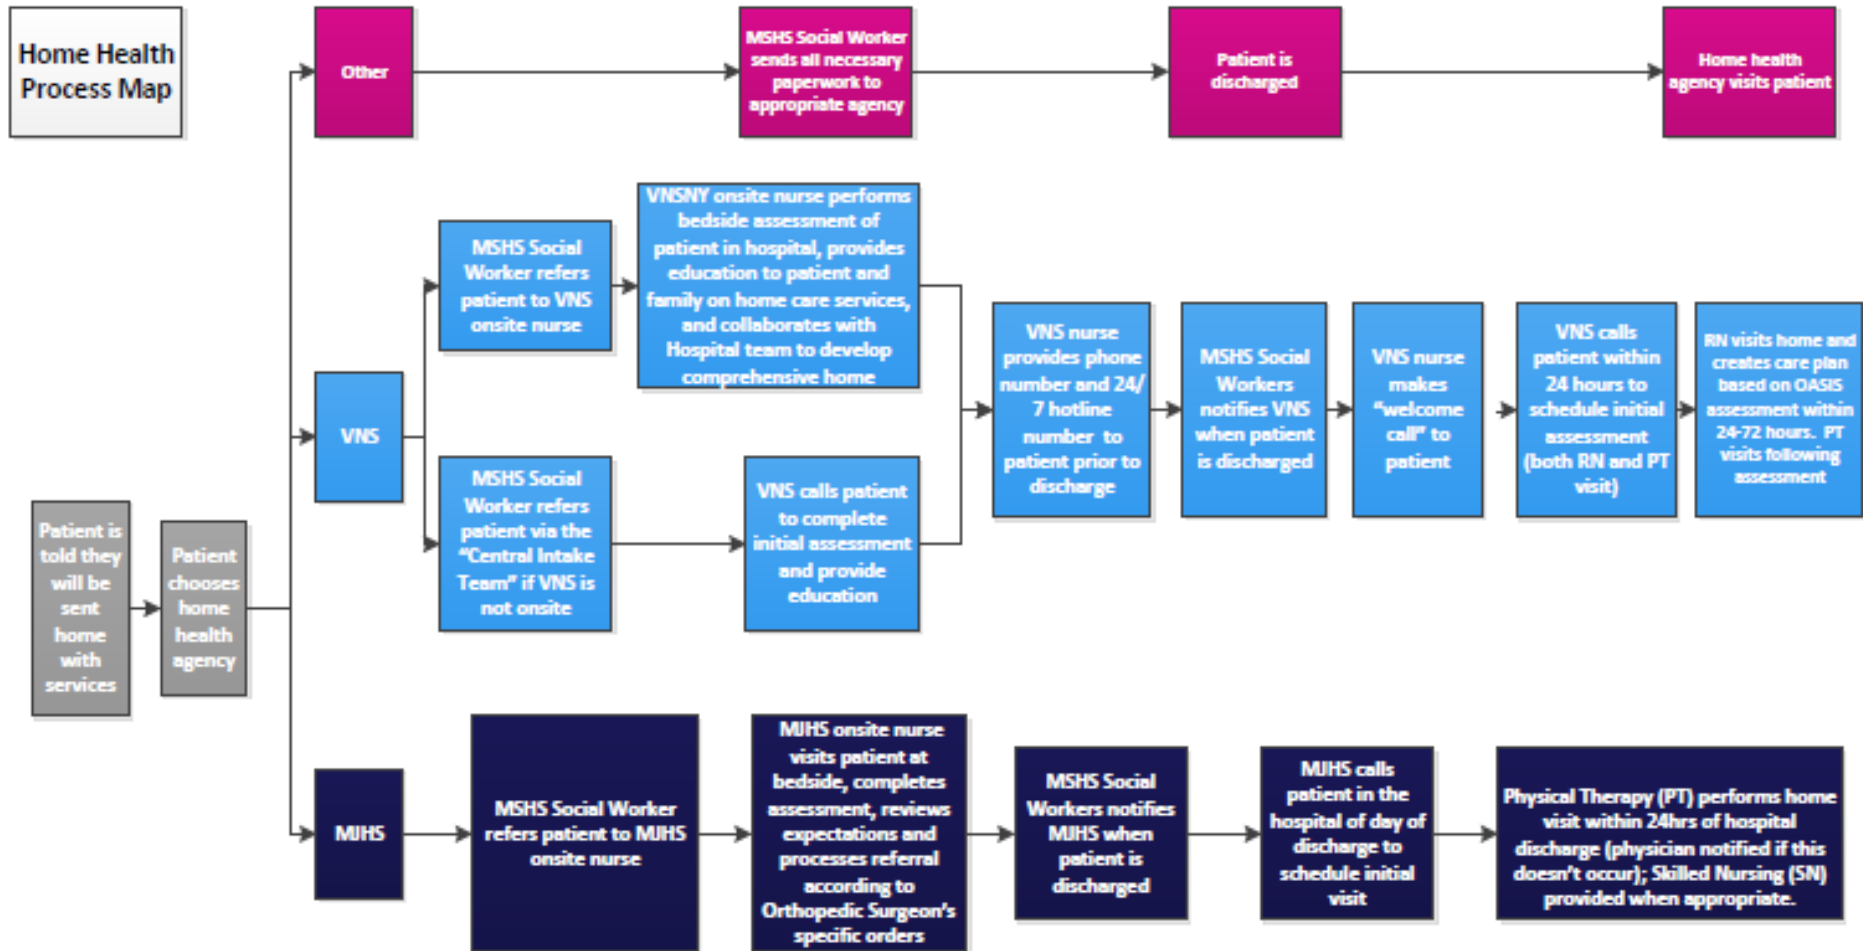 Home Health
Process Map
Other
MSHS Social Worker
sends all necessary
paperwork to
appropriate agency
Patient is
discharged
Home health
agency visits patient
Patient is
told they
will be
sent
home
with
services
Patient
chooses
home
health
agency
VNS
MSHS Social
Worker refers
patient to VNS
onsite nurse
VNSNY onsite nurse performs
bedside assessment of
patient in hospital, provides
education to patient and
family on home care services,
and collaborates with
Hospital team to develop
comprehensive home
MSHS Social
Worker refers
patient via the
"Central Intake
Team" if VNS is
not onsite
VNS calls patient
to complete
initial assessment
and provide
education
VNS nurse
provides phone
number and 24/
7 hotline
number to
patient prior to
discharge
MSHS Social
Workers
notifies VNS
when patient
is discharged
VNS nurse
makes
"welcome
call" to
patient
VNS calls
patient within
24 hours to
schedule initial
assessment
(both RN and PT
visit)
RN visits home and
creates care plan
based on OASIS
assessment within
24-72 hours. PT
visits following
assessment
MJHS
MSHS Social Worker
refers patient to MJHS
onsite nurse
MJHS onsite nurse
visits patient at
bedside, completes
assessment, reviews
expectations and
processes referral
according to
Orthopedic Surgeon's
specific orders
MSHS Social
Workers notifies
MJHS when
patient is
discharged
MJHS calls
patient in the
hospital of day of
discharge to
schedule initial
visit
Physical Therapy (PT) performs home
visit within 24hrs of hospital
discharge (physician notified if this
doesn't occur); Skilled Nursing (SN)
provided when appropriate.